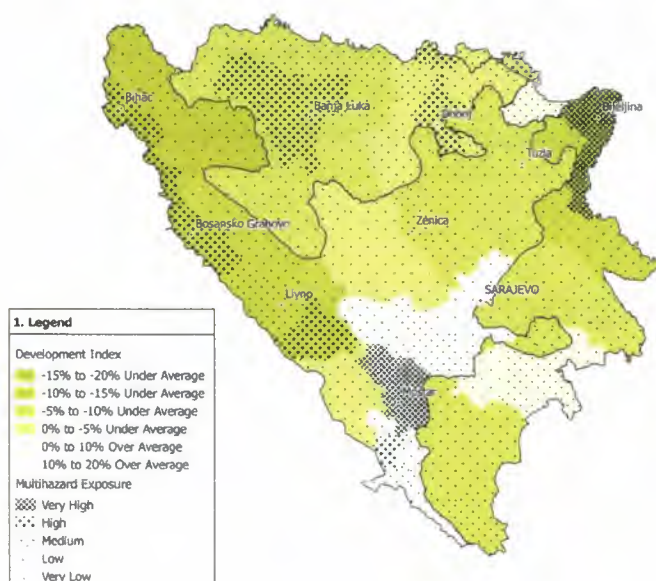 Bihac
Banja Luka
Bijeljina
Tuzla
Bosansko Grahovo
Zenica
SARAJEVO
Livno
1. Legend
Development Index
-15% to -20% Under Average
-10% to -15% Under Average
-5% to -10% Under Average
0% to -5% Under Average
0% to 10% Over Average
10% to 20% Over Average
Multihazard Exposure
Very High
High
Medium
Low
Very Low